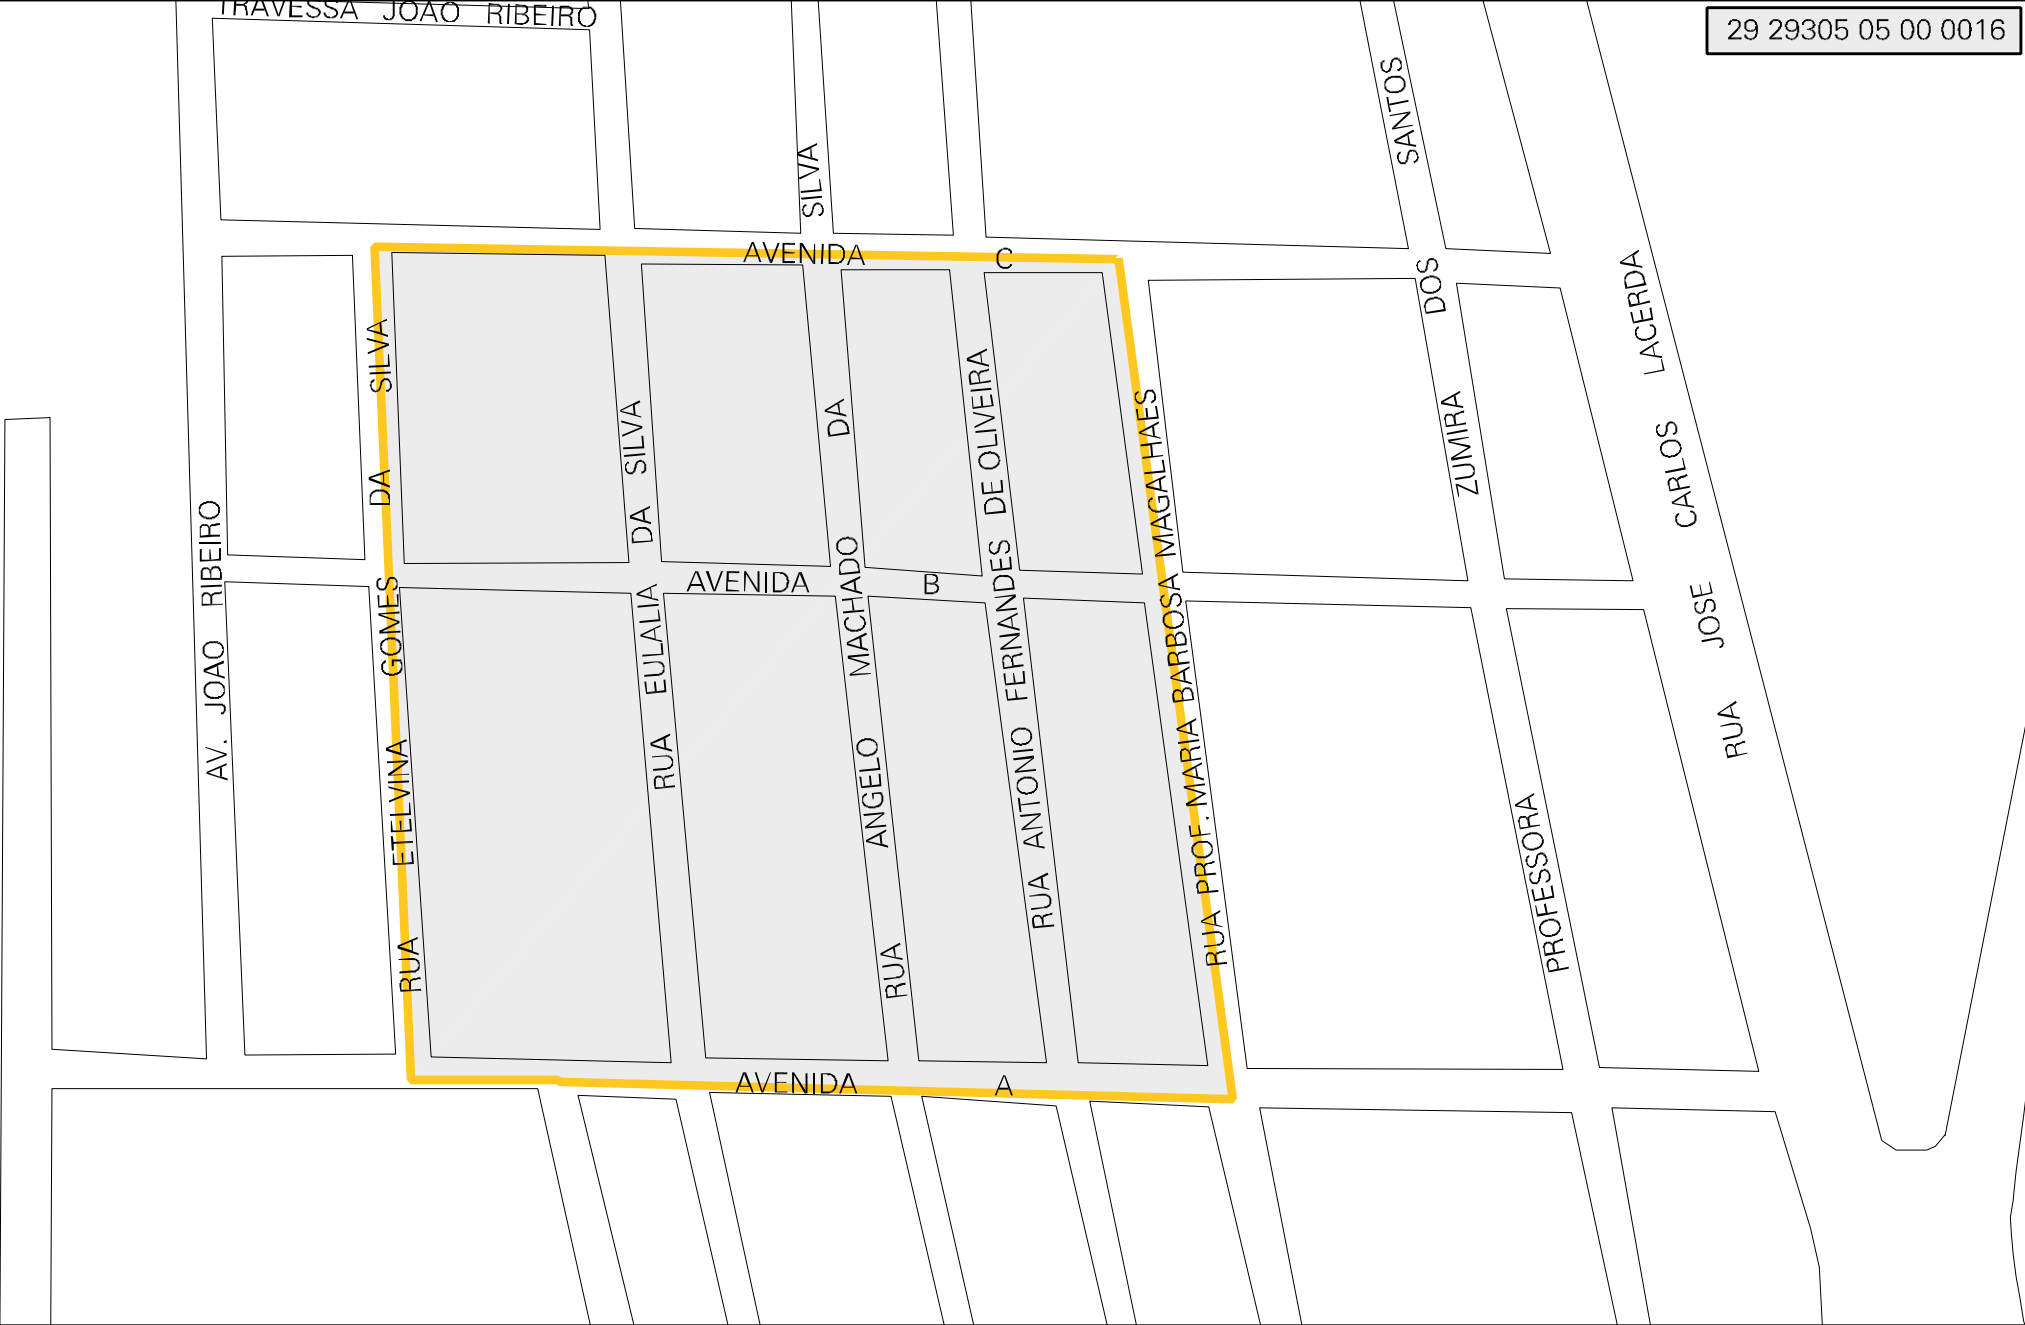 TRAVESSA JOAO RIBEIRO
29 29305 05 00 0016
SILVA
SANTOS
AVENIDA C
DOS
LACERDA
RUA ETELVINA GOMES DA SILVA
RUA EULALIA DA SILVA
RUA ANGELO MACHADO DA
RUA ANTONIO FERNANDES DE OLIVEIRA
RUA PROF. MARIA BARBOSA MAGALHAES
PROFESSORA ZUMIRA
RUA JOSE CARLOS
AV. JOAO RIBEIRO
AVENIDA B
AVENIDA A